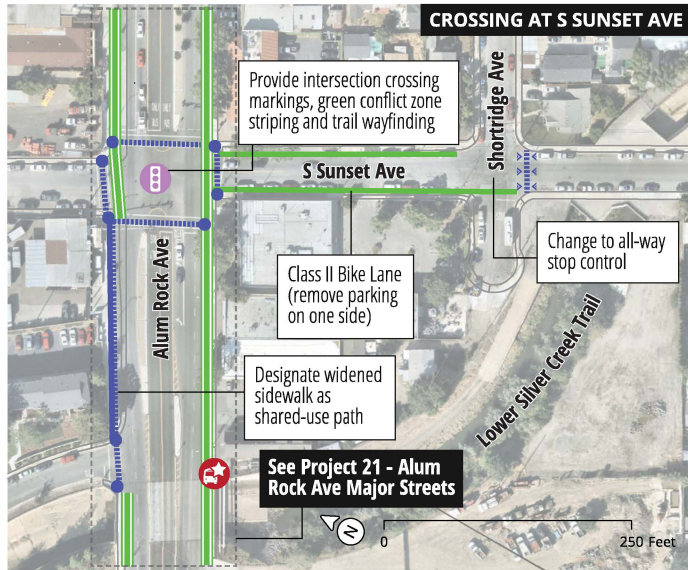 CROSSING AT S SUNSET AVE
Provide intersection crossing
markings, green conflict zone
striping and trail wayfinding
Shortridge Ave
S Sunset Ave
Change to all-way
stop control
Class II Bike Lane
(remove parking
on one side)
Alum Rock Ave
Lower Silver Creek Trail
Designate widened
sidewalk as
shared-use path
See Project 21 - Alum
Rock Ave Major Streets
N
0
250 Feet